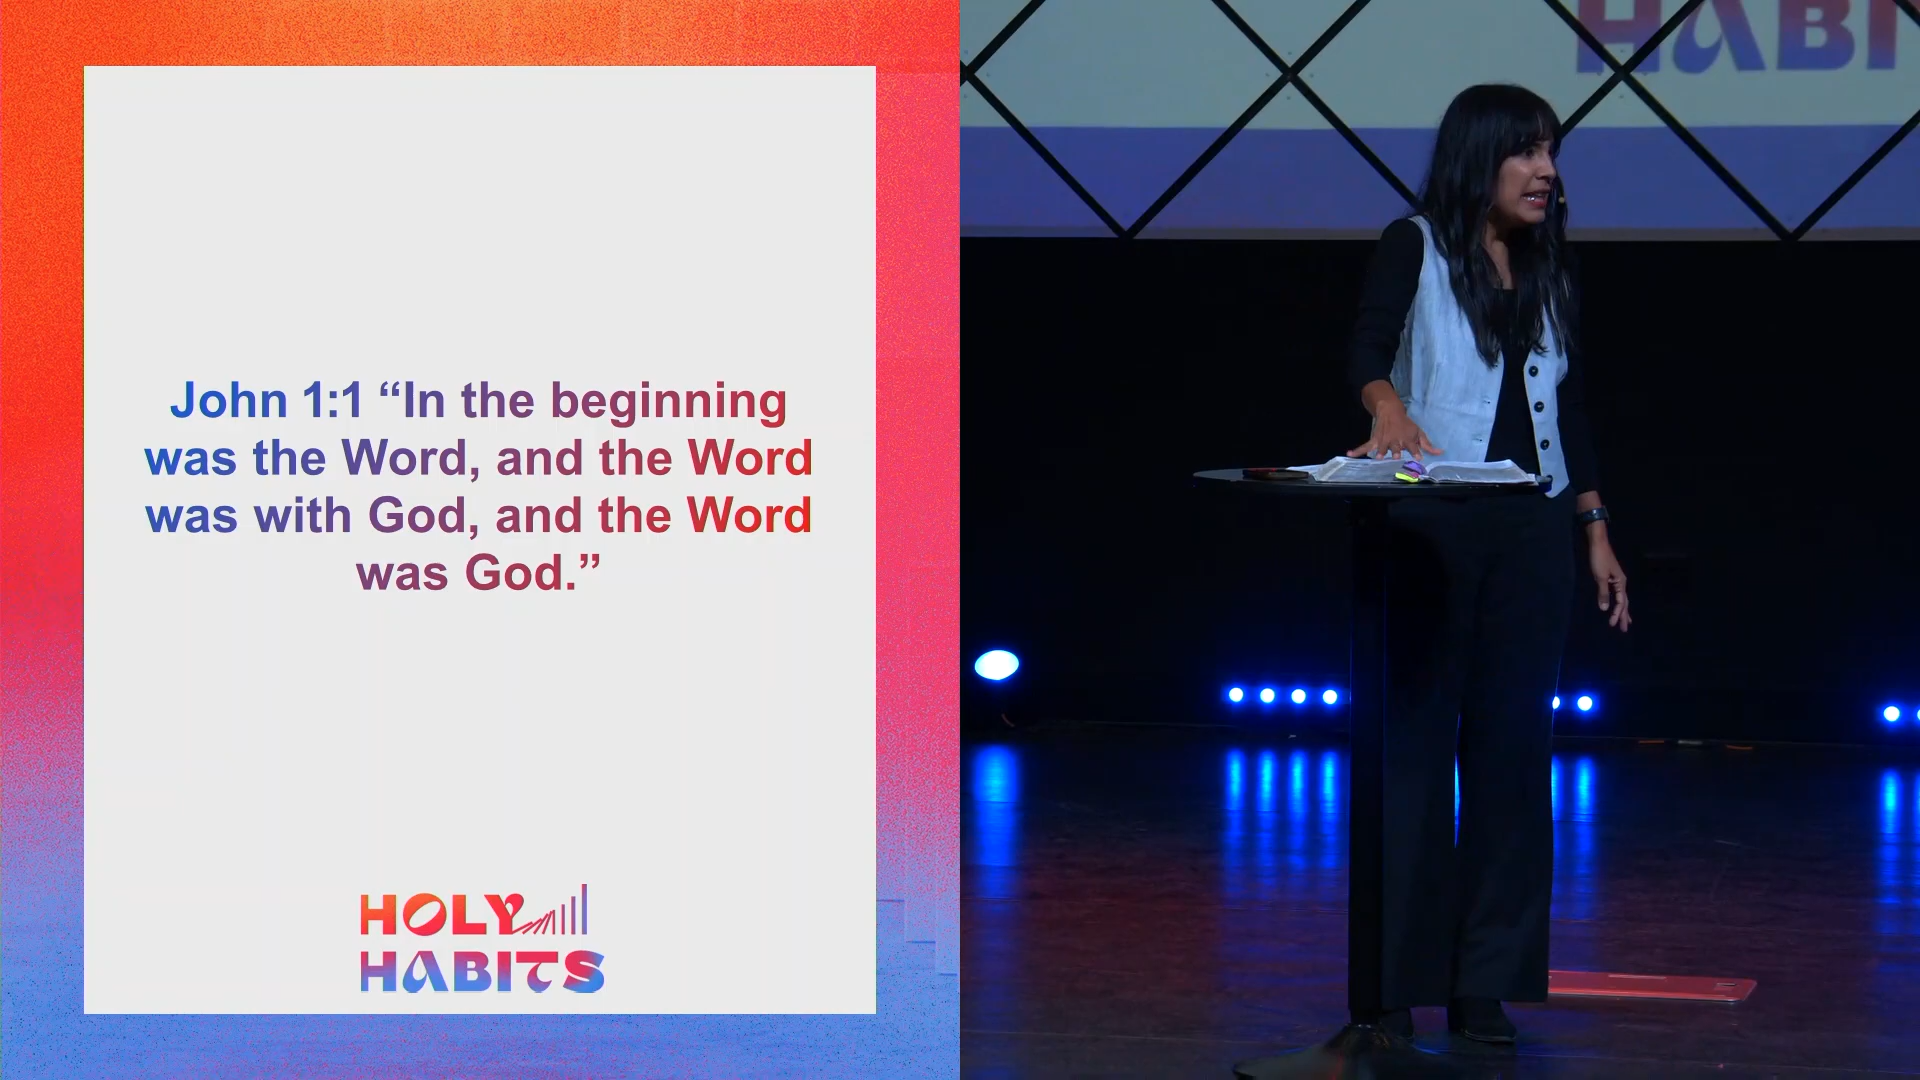 John 1:1 “In the beginning
was the Word, and the Word
was with God, and the Word
was God.”
HOLY
HABITS
HABI